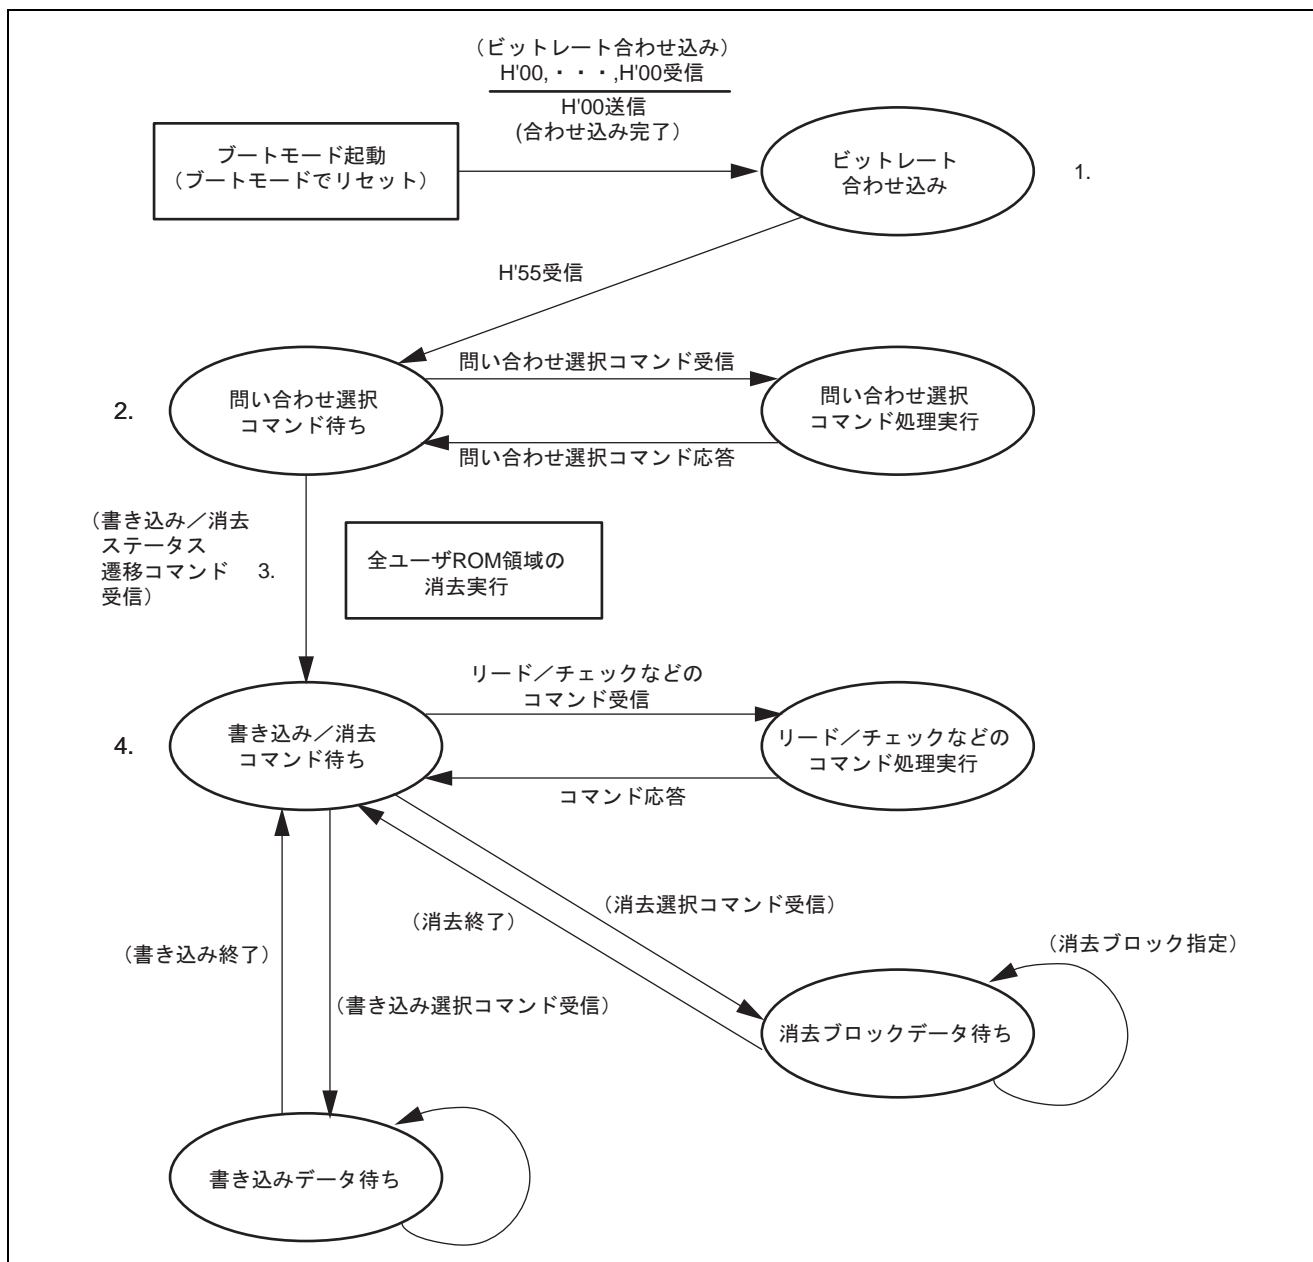 （ビットレート合わせ込み）
H'00,・・・,H'00受信
H'00送信
(合わせ込み完了）
ブートモード起動
（ブートモードでリセット）
ビットレート
合わせ込み
1.
H'55受信
問い合わせ選択コマンド受信
2.
問い合わせ選択
コマンド待ち
問い合わせ選択
コマンド処理実行
問い合わせ選択コマンド応答
（書き込み／消去
ステータス
遷移コマンド
受信）
3.
全ユーザROM領域の
消去実行
リード／チェックなどの
コマンド受信
4.
書き込み／消去
コマンド待ち
リード／チェックなどの
コマンド処理実行
コマンド応答
（消去選択コマンド受信）
（消去終了）
（消去ブロック指定）
（書き込み終了）
（書き込み選択コマンド受信）
消去ブロックデータ待ち
書き込みデータ待ち